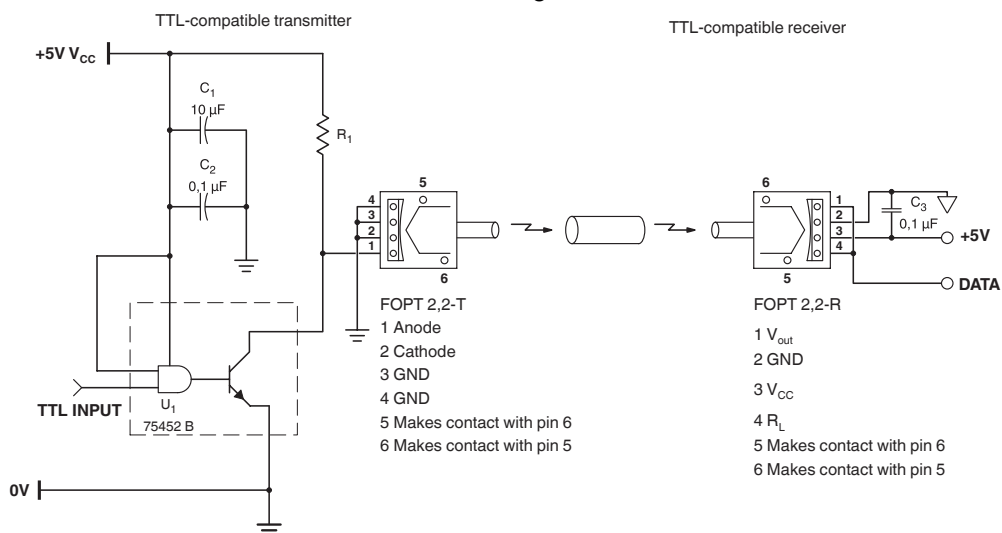 TTL-compatible transmitter
TTL-compatible receiver
+5V V_CC
C_1
10 µF
C_2
0,1 µF
R_1
5
4
3
2
1
6
6
1
2
3
4
5
C_3
0,1 µF
+5V
DATA
TTL INPUT
U_1
75452 B
0V
FOPT 2,2-T
1 Anode
2 Cathode
3 GND
4 GND
5 Makes contact with pin 6
6 Makes contact with pin 5
FOPT 2,2-R
1 V_out
2 GND
3 V_CC
4 R_L
5 Makes contact with pin 6
6 Makes contact with pin 5